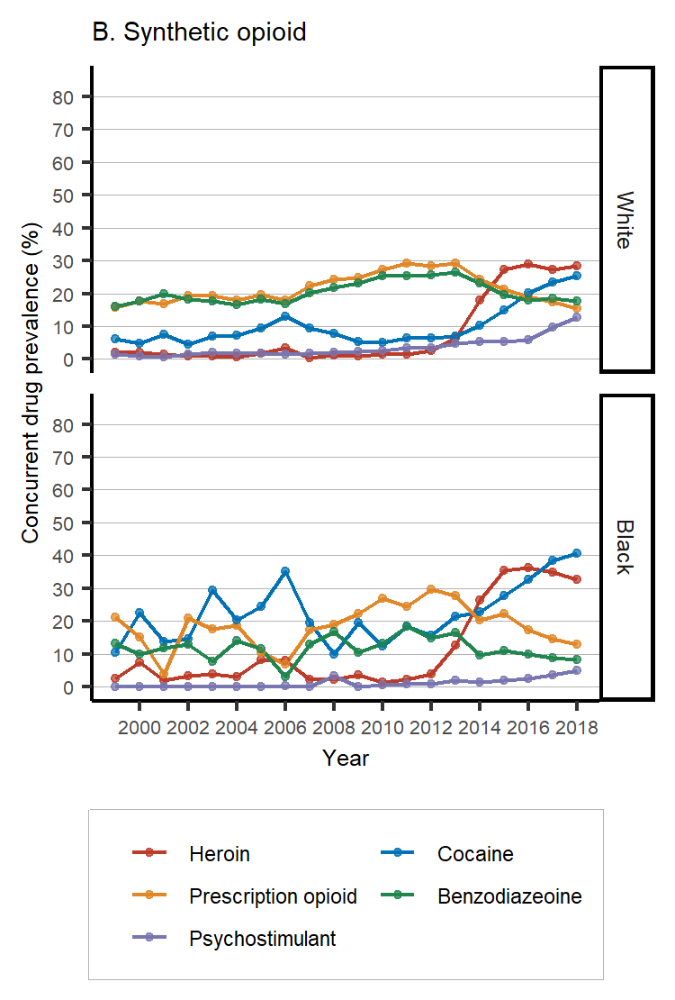 B. Synthetic opioid
Concurrent drug prevalence (%)
80
70
60
50
40
30
20
10
0
White
80
70
60
50
40
30
20
10
0
Black
2000 2002 2004 2006 2008 2010 2012 2014 2016 2018
Year
Heroin Cocaine
Prescription opioid Benzodiazeoine
Psychostimulant